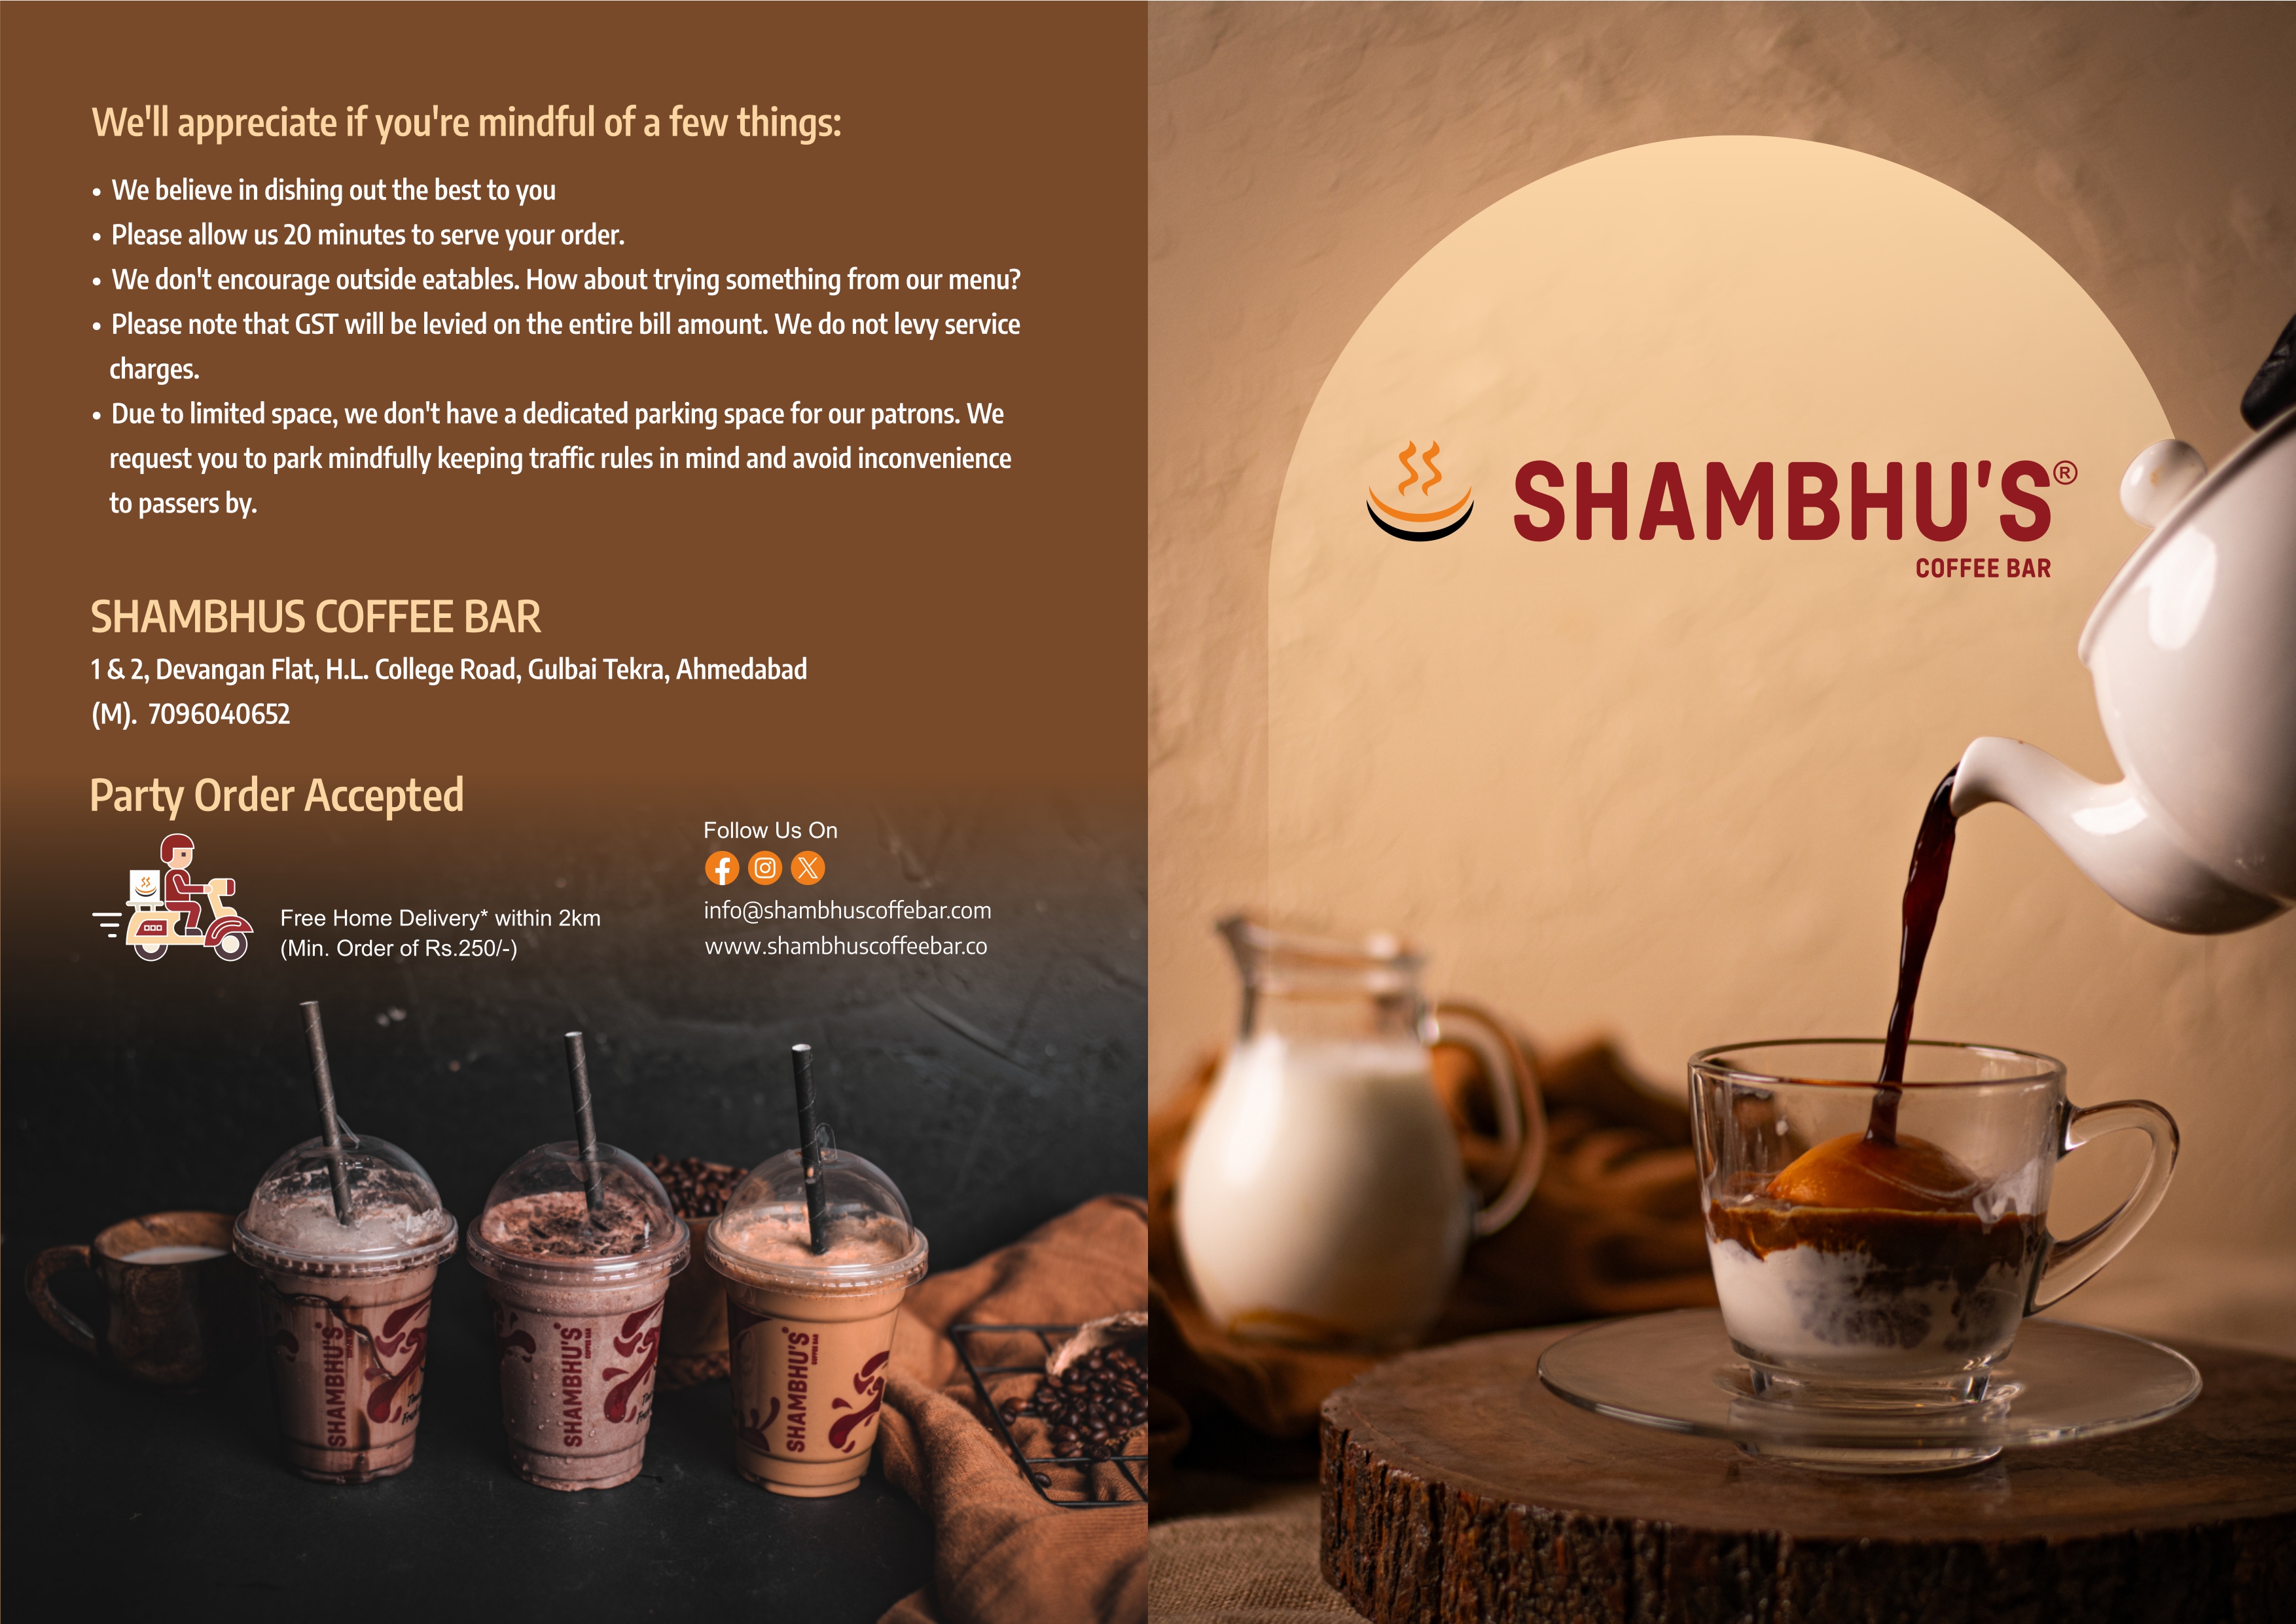 We'll appreciate if you're mindful of a few things:
• We believe in dishing out the best to you
• Please allow us 20 minutes to serve your order.
• We don't encourage outside eatables. How about trying something from our menu?
• Please note that GST will be levied on the entire bill amount. We do not levy service
charges.
• Due to limited space, we don't have a dedicated parking space for our patrons. We
request you to park mindfully keeping traffic rules in mind and avoid inconvenience
to passers by.
SHAMBHUS COFFEE BAR
1 & 2, Devangan Flat, H.L. College Road, Gulbai Tekra, Ahmedabad
(M). 7096040652
Party Order Accepted
Free Home Delivery* within 2km
(Min. Order of Rs.250/-)
Follow Us On
info@shambhuscoffebar.com
www.shambhuscoffeebar.co
SHAMBHU'S
SHAMBHU'S
SHAMBHU'S
COFFEE BAR
SHAMBHU'S®
COFFEE BAR